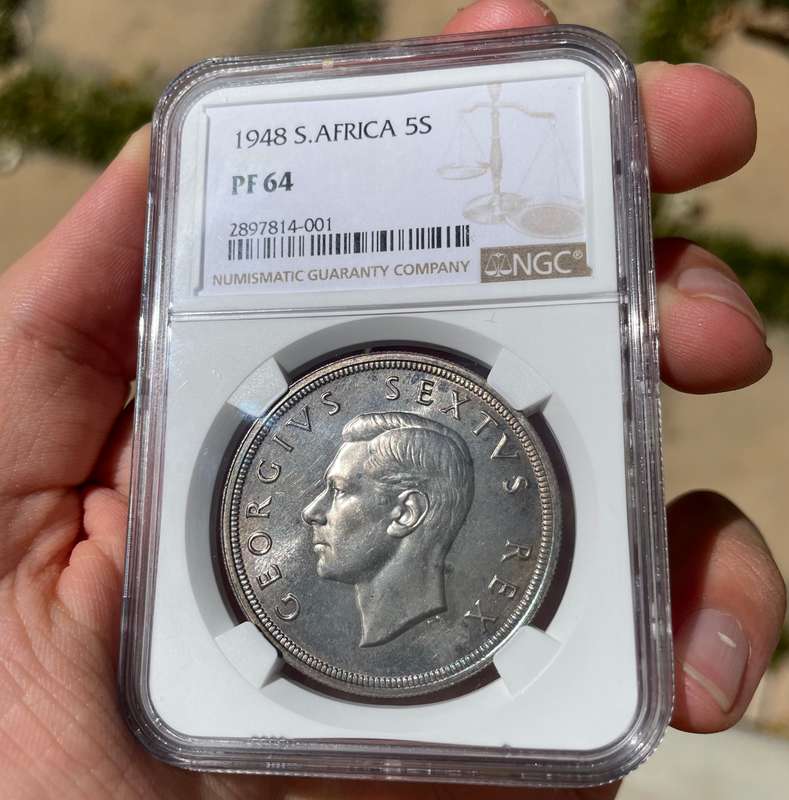 1948 S.AFRICA 5S
PF 64
2897814-001
NUMISMATIC GUARANTY COMPANY
NGC®
GEORGIVS SEXTVS REX